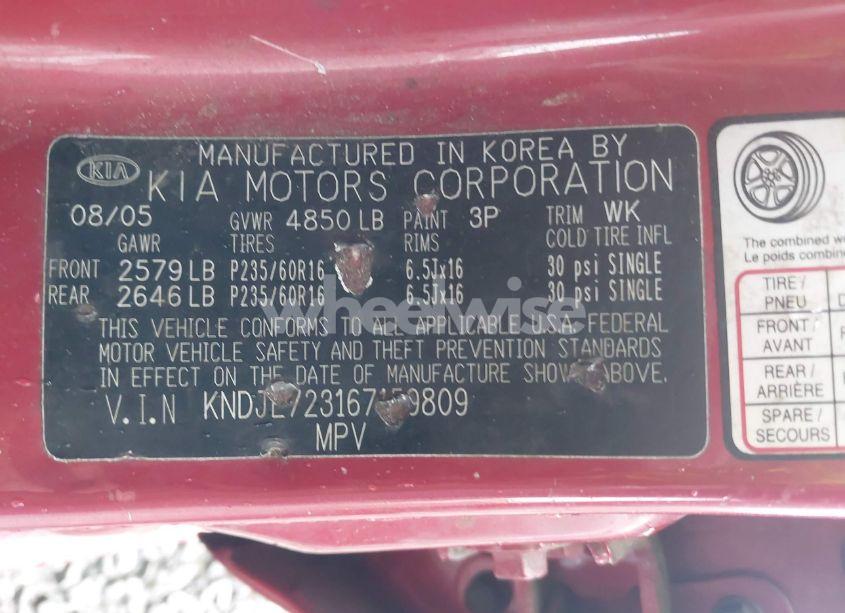 MANUFACTURED IN KOREA BY
KIA KIA MOTORS CORPORATION
08/05 GVWR 4850 LB PAINT 3P TRIM WK
GAWR TIRES RIMS COLD TIRE INFL
FRONT 2579 LB P235/60R16 6.5Jx16 30 psi SINGLE
REAR 2646 LB P235/60R16 6.5Jx16 30 psi SINGLE
wheelwise
THIS VEHICLE CONFORMS TO ALL APPLICABLE U.S.A. FEDERAL
MOTOR VEHICLE SAFETY AND THEFT PREVENTION STANDARDS
IN EFFECT ON THE DATE OF MANUFACTURE SHOWN ABOVE.
V.I.N
MPV
The combined
Le poids
TIRE /
PNEU
FRONT /
AVANT
REAR /
ARRIÈRE
SPARE /
SECOURS